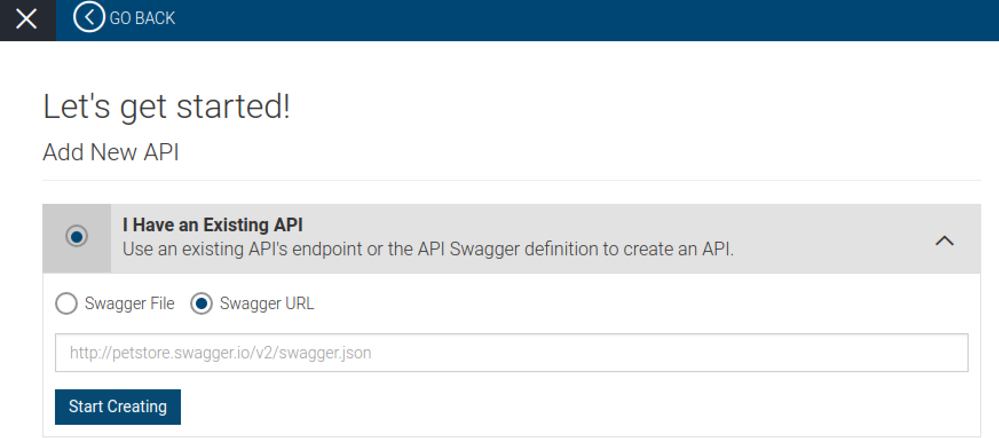 GO BACK
Let's get started!
Add New API
I Have an Existing API
Use an existing API's endpoint or the API Swagger definition to create an API.
Swagger File Swagger URL
http://petstore.swagger.io/v2/swagger.json
Start Creating